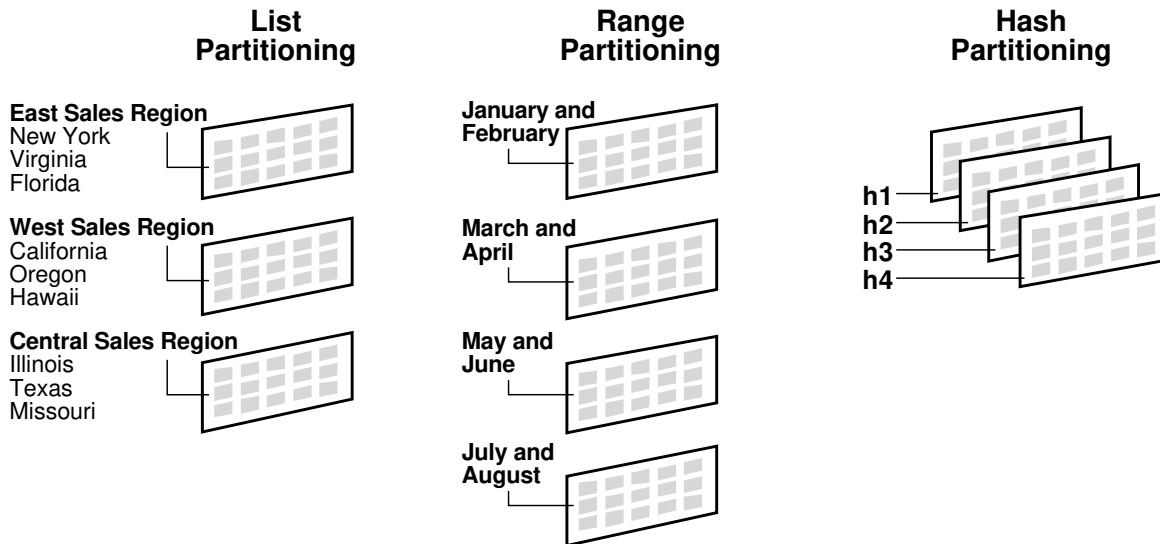 List
Partitioning
East Sales Region
New York
Virginia
Florida
West Sales Region
California
Oregon
Hawaii
Central Sales Region
Illinois
Texas
Missouri
Range
Partitioning
January and
February
March and
April
May and
June
July and
August
Hash
Partitioning
h1
h2
h3
h4